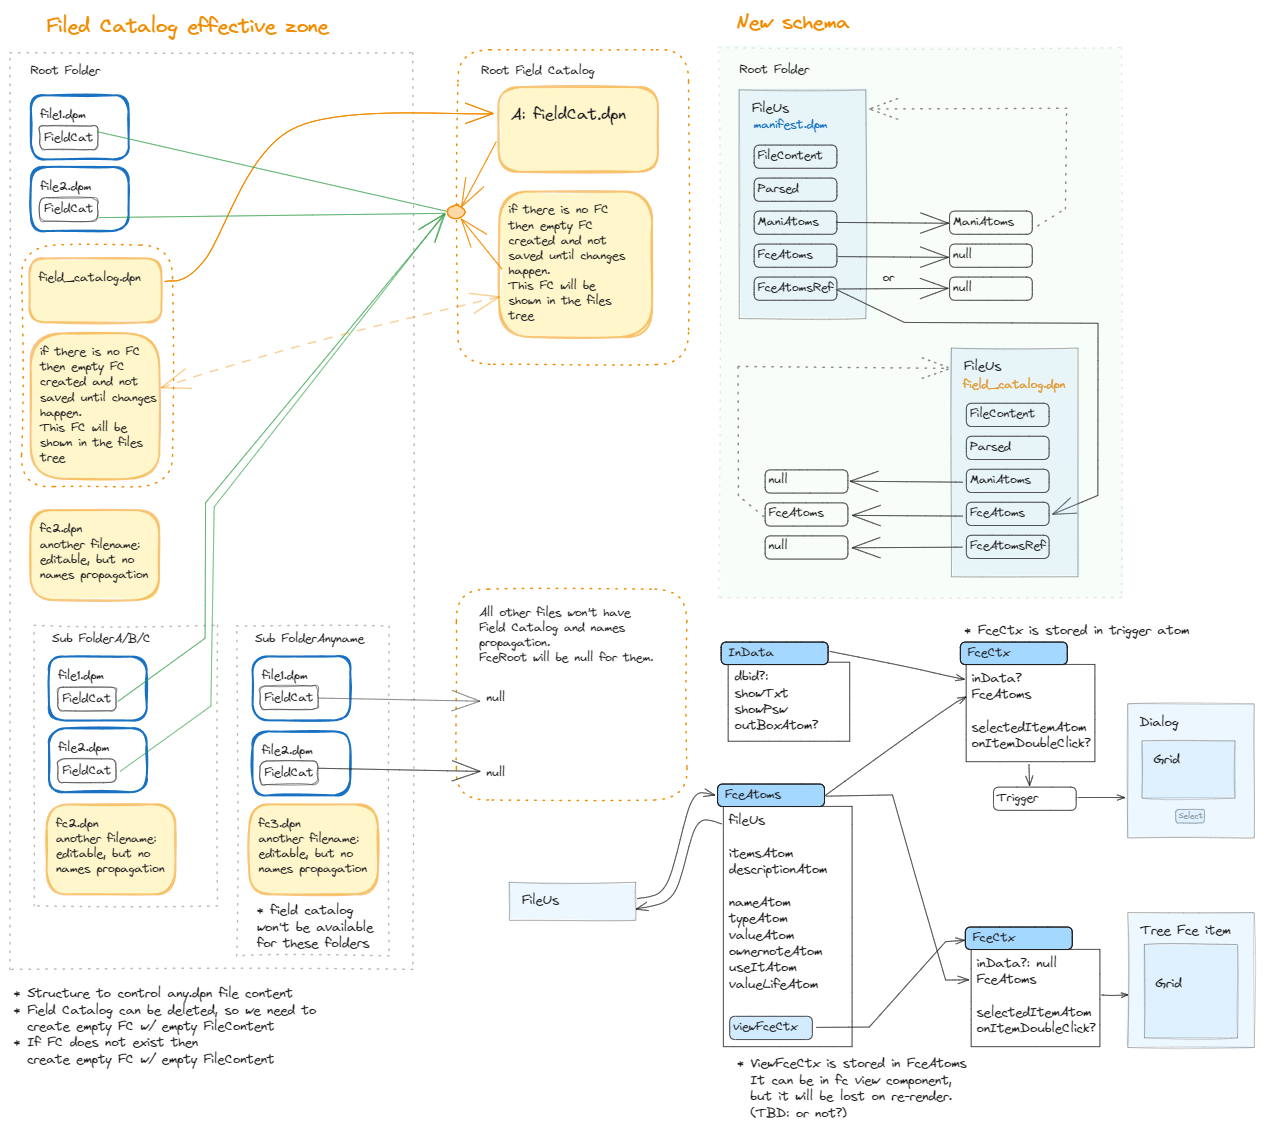 Filed Catalog effective zone
Root Folder
file1.dpm
FieldCat
file2.dpm
FieldCat
field_catalog.dpn
if there is no FC
then empty FC
created and not
saved until changes
happen.
This FC will be
shown in the files
tree
fc2.dpn
another filename:
editable, but no
names propagation
Sub FolderA/B/C
file1.dpm
FieldCat
file2.dpm
FieldCat
fc2.dpn
another filename:
editable, but no
names propagation
Sub FolderAnyname
file1.dpm
FieldCat
file2.dpm
FieldCat
fc3.dpn
another filename:
editable, but no
names propagation
* field catalog
won't be available
for these folders
* Structure to control any.dpn file content
* Field Catalog can be deleted, so we need to
create empty FC w/ empty FileContent
* If FC does not exist then
create empty FC w/ empty FileContent
Root Field Catalog
A: fieldCat.dpn
if there is no FC
then empty FC
created and not
saved until changes
happen.
This FC will be
shown in the files
tree
All other files won't have
Field Catalog and names
propagation.
FceRoot will be null for them.
null
null
New schema
Root Folder
FileUs
manifest.dpm
FileContent
Parsed
ManiAtoms
FceAtoms
FceAtomsRef
or
ManiAtoms
null
null
FileUs
field_catalog.dpn
FileContent
Parsed
ManiAtoms
FceAtoms
FceAtomsRef
null
FceAtoms
null
* FceCtx is stored in trigger atom
InData
dbid?:
showTxt
showPsw
outBoxAtom?
FceCtx
inData?
FceAtoms
selectedItemAtom
onItemDoubleClick?
Trigger
Dialog
Grid
Select
FceAtoms
fileUs
itemsAtom
descriptionAtom
nameAtom
typeAtom
valueAtom
ownernoteAtom
useItAtom
valueLifeAtom
viewFceCtx
FileUs
FceCtx
inData?: null
FceAtoms
selectedItemAtom
onItemDoubleClick?
Tree Fce item
Grid
* ViewFceCtx is stored in FceAtoms
It can be in fc view component,
but it will be lost on re-render.
(TBD: or not?)